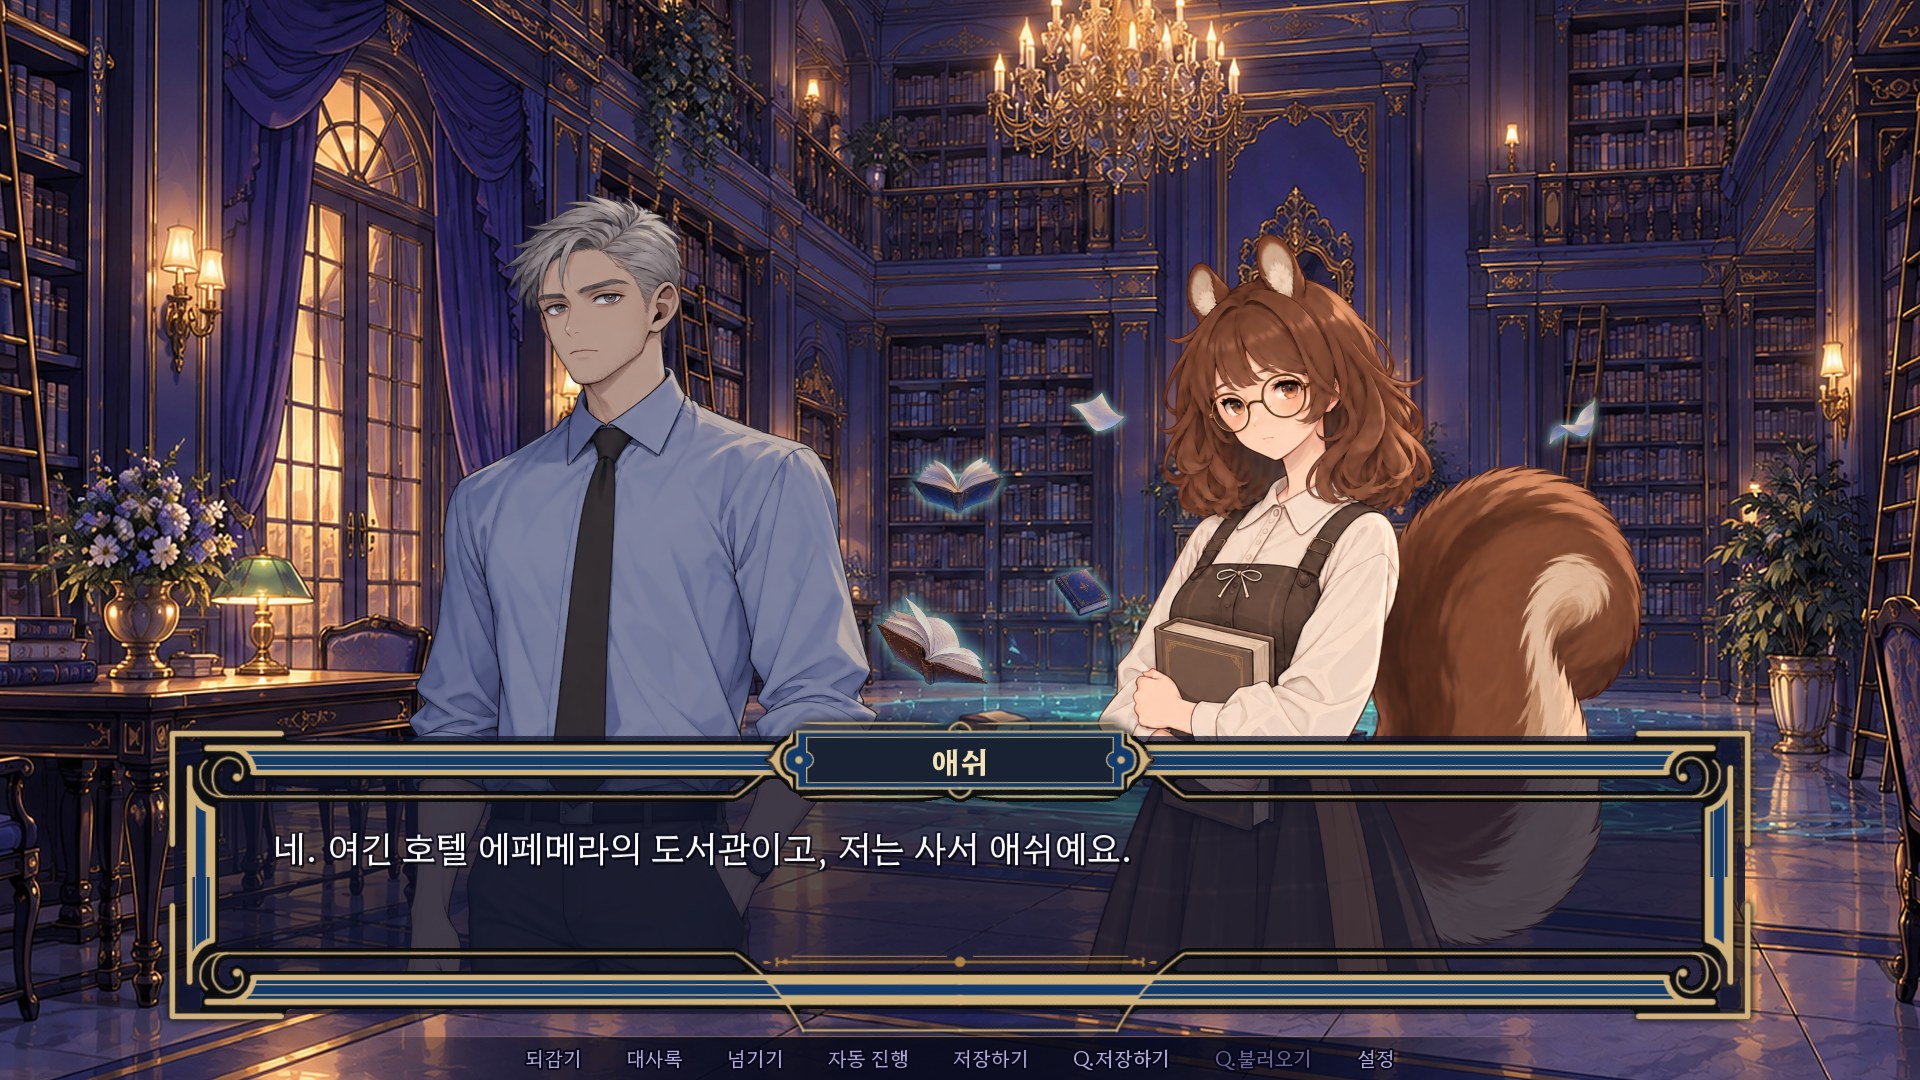 애쉬
네. 여긴 호텔 에페메라의 도서관이고, 저는 사서 애쉬예요.
되감기 대사록 넘기기 자동 진행 저장하기 Q.저장하기 Q.불러오기 설정